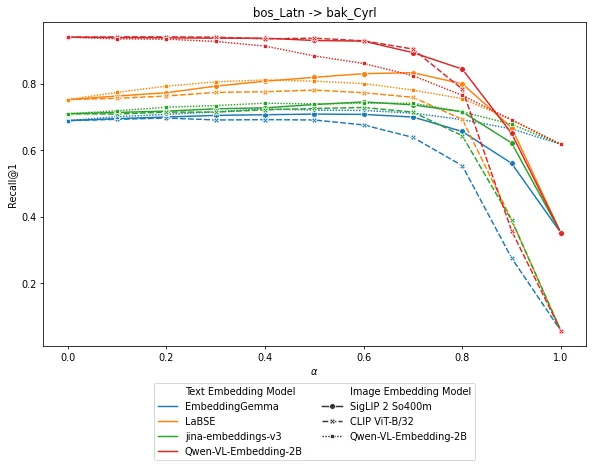 bos_Latn -> bak_Cyrl
Recall@1
0.8
0.6
0.4
0.2
0.0 0.2 0.4 0.6 0.8 1.0
α
Text Embedding Model Image Embedding Model
EmbeddingGemma SigLIP 2 So400m
LaBSE CLIP ViT-B/32
jina-embeddings-v3 Qwen-VL-Embedding-2B
Qwen-VL-Embedding-2B